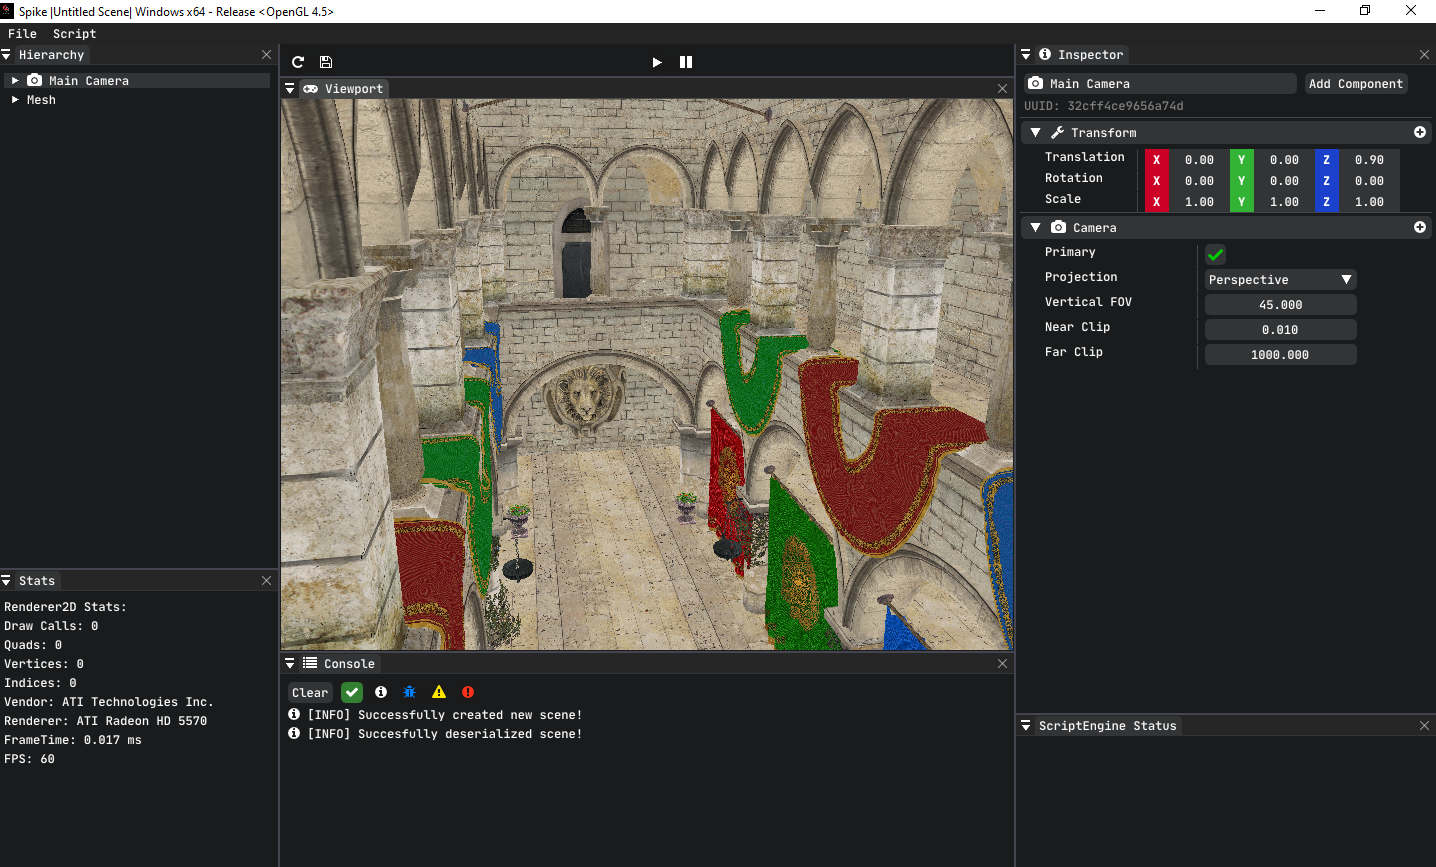 Spike |Untitled Scene| Windows x64 - Release <OpenGL 4.5>
File Script
Hierarchy
Main Camera
Mesh
Stats
Renderer2D Stats:
Draw Calls: 0
Quads: 0
Vertices: 0
Indices: 0
Vendor: ATI Technologies Inc.
Renderer: ATI Radeon HD 5570
FrameTime: 0.017 ms
FPS: 60
Viewport
Console
Clear
[INFO] Successfully created new scene!
[INFO] Succesfully deserialized scene!
Inspector
Main Camera Add Component
UUID: 32cff4ce9656a74d
Transform
Translation X 0.00 Y 0.00 Z 0.90
Rotation X 0.00 Y 0.00 Z 0.00
Scale X 1.00 Y 1.00 Z 1.00
Camera
Primary
Projection Perspective
Vertical FOV 45.000
Near Clip 0.010
Far Clip 1000.000
ScriptEngine Status